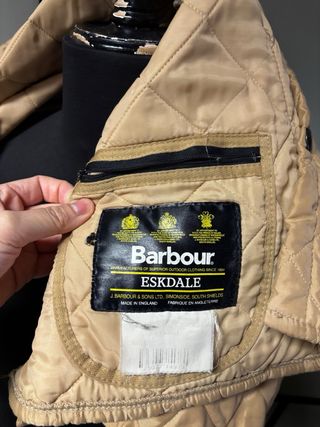 Barbour
MANUFACTURERS OF SUPERIOR OUTDOOR CLOTHING SINCE 1894
ESKDALE
J. BARBOUR & SONS LTD, SIMONSIDE, SOUTH SHIELDS
MADE IN ENGLAND FABRIQUE EN ANGLETERRE